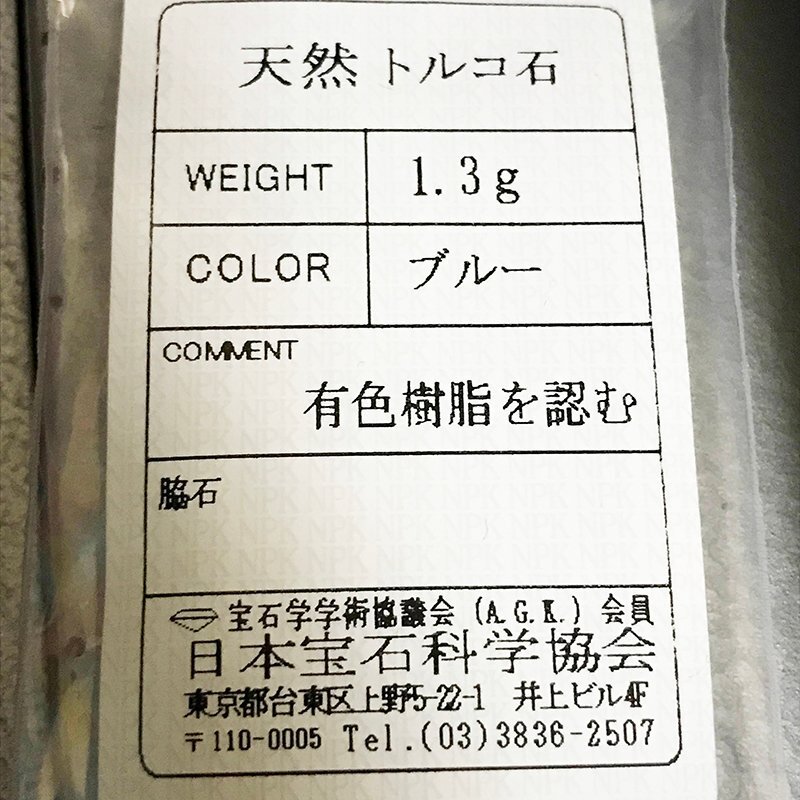 天然トルコ石
WEIGHT 1.3g
COLOR ブルー
COMMENT
有色樹脂を認む
脇石
宝石学学術協議会 (A.G.K.) 会員
日本宝石科学協会
東京都台東区上野5-22-1 井上ビル4F
〒110-0005 Tel.(03)3836-2507